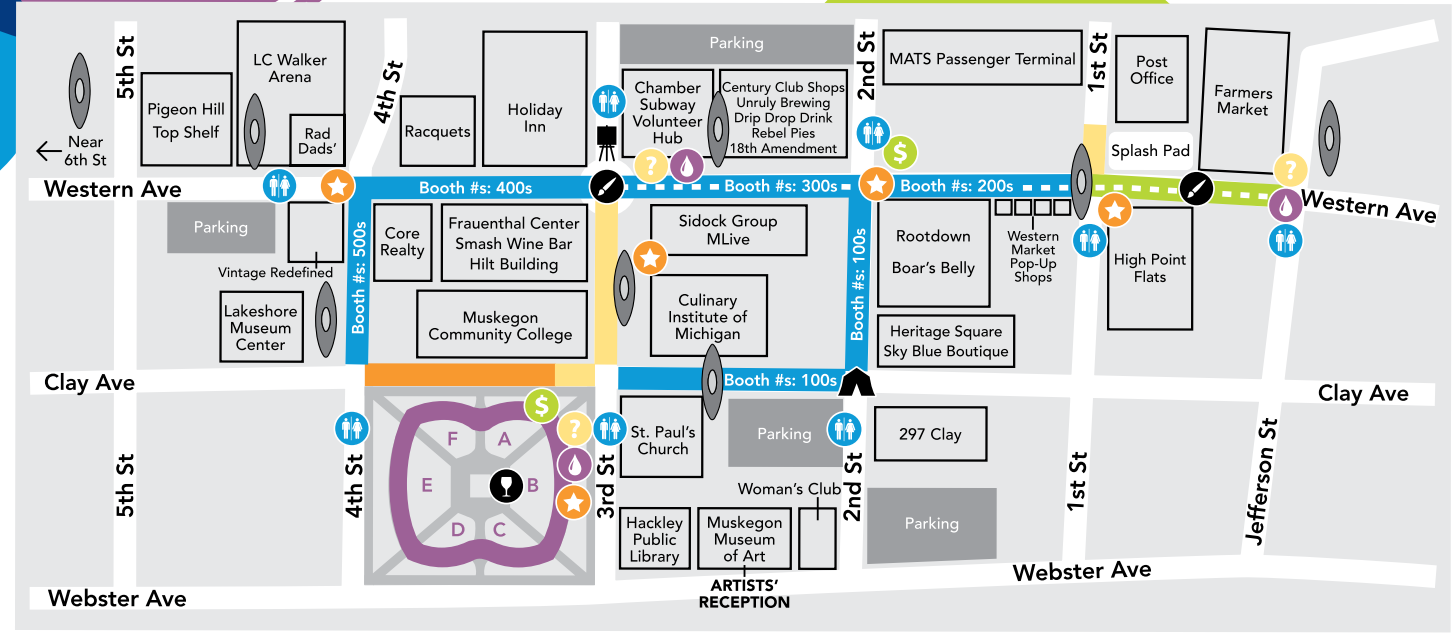 5th St
4th St
2nd St
1st St
Parking
LC Walker
Arena
Pigeon Hill
Top Shelf
Rad
Dads'
Near
6th St
Racquets
Holiday
Inn
Chamber
Subway
Volunteer
Hub
Century Club Shops
Unruly Brewing
Drip Drop Drink
Rebel Pies
18th Amendment
MATS Passenger Terminal
Post
Office
Farmers
Market
Splash Pad
?
$
?
Western Ave
Booth #s: 400s
Booth #s: 300s
Booth #s: 200s
Western Ave
Parking
Vintage Redefined
Booth #s: 500s
Core
Realty
Frauenthal Center
Smash Wine Bar
Hilt Building
Sidock Group
MLive
Booth #s: 100s
Rootdown
Boar's Belly
Western
Market
Pop-Up
Shops
High Point
Flats
Lakeshore
Museum
Center
Muskegon
Community College
Culinary
Institute of
Michigan
Heritage Square
Sky Blue Boutique
Clay Ave
Booth #s: 100s
Clay Ave
$
?
F
A
E
B
D
C
St. Paul's
Church
Parking
297 Clay
5th St
4th St
3rd St
2nd St
1st St
Jefferson St
Woman's Club
Hackley
Public
Library
Muskegon
Museum
of Art
Parking
ARTISTS'
RECEPTION
Webster Ave
Webster Ave